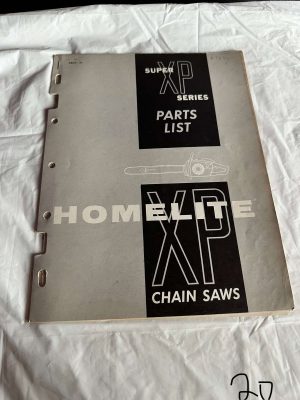 SUPER
XP
SERIES
PARTS
LIST
HOMELITE
XP
CHAIN SAWS
20